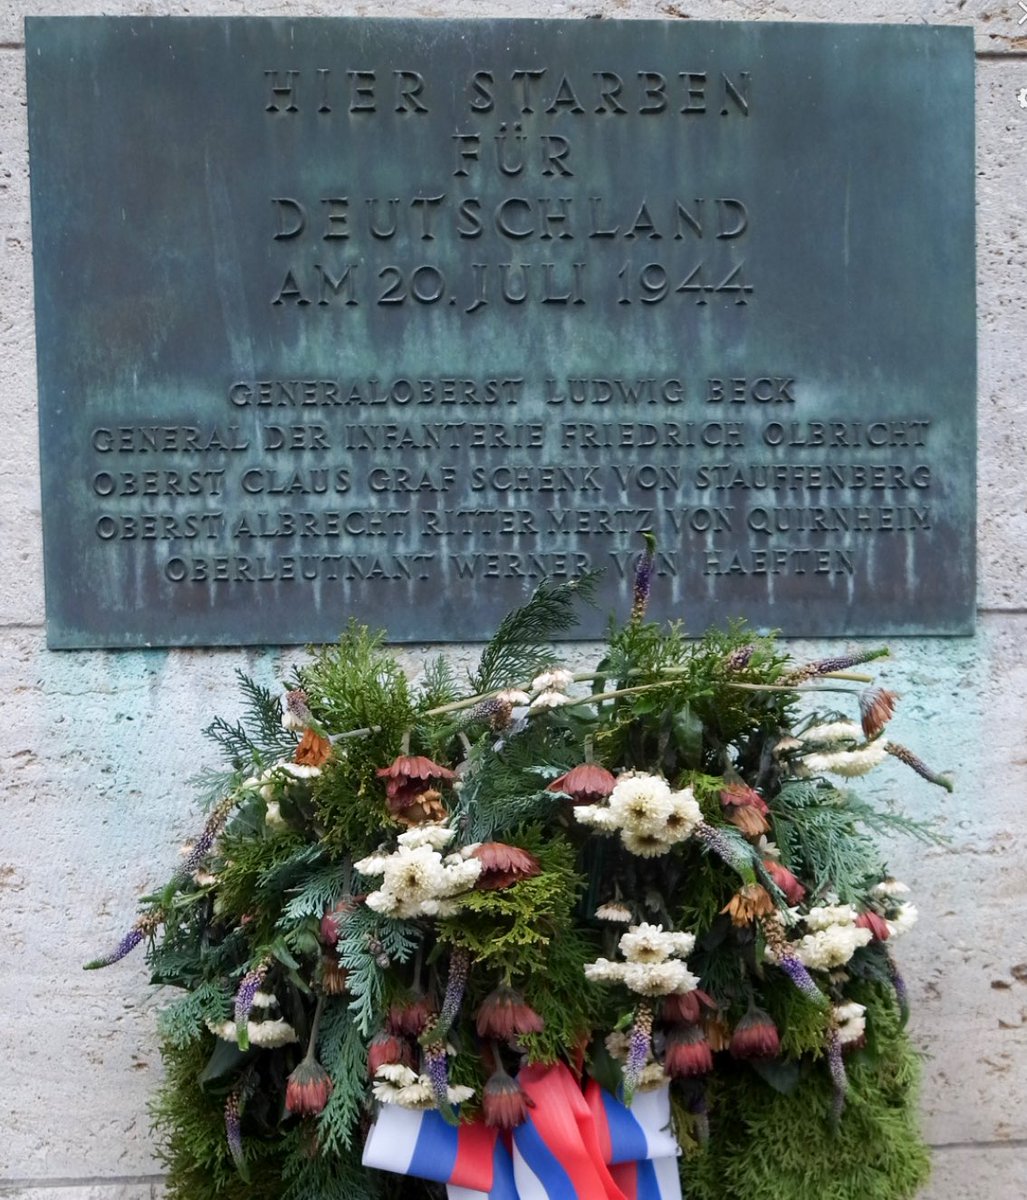 HIER STARBEN
FÜR
DEUTSCHLAND
AM 20. JULI 1944
GENERALOBERST LUDWIG BECK
GENERAL DER INFANTERIE FRIEDRICH OLBRICHT
OBERST CLAUS GRAF SCHENK VON STAUFFENBERG
OBERST ALBRECHT RITTER MERTZ VON QUIRNHEIM
OBERLEUTNANT WERNER VON HAEFTEN